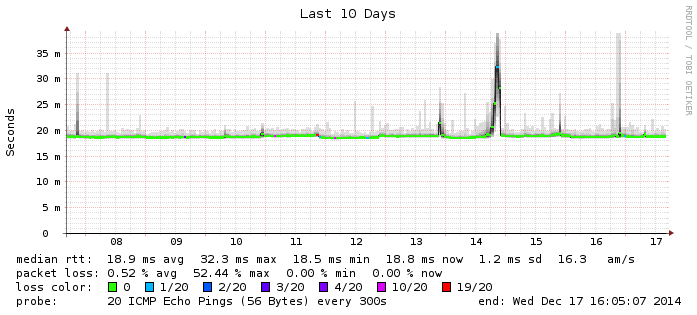 Last 10 Days
RRDTOOL / TOBI OETIKER
Seconds
35 m
30 m
25 m
20 m
15 m
10 m
5 m
0
08 09 10 11 12 13 14 15 16 17
median rtt: 18.9 ms avg 32.3 ms max 18.5 ms min 18.8 ms now 1.2 ms sd 16.3 am/s
packet loss: 0.52 % avg 52.44 % max 0.00 % min 0.00 % now
loss color: 0 1/20 2/20 3/20 4/20 10/20 19/20
probe: 20 ICMP Echo Pings (56 Bytes) every 300s end: Wed Dec 17 16:05:07 2014